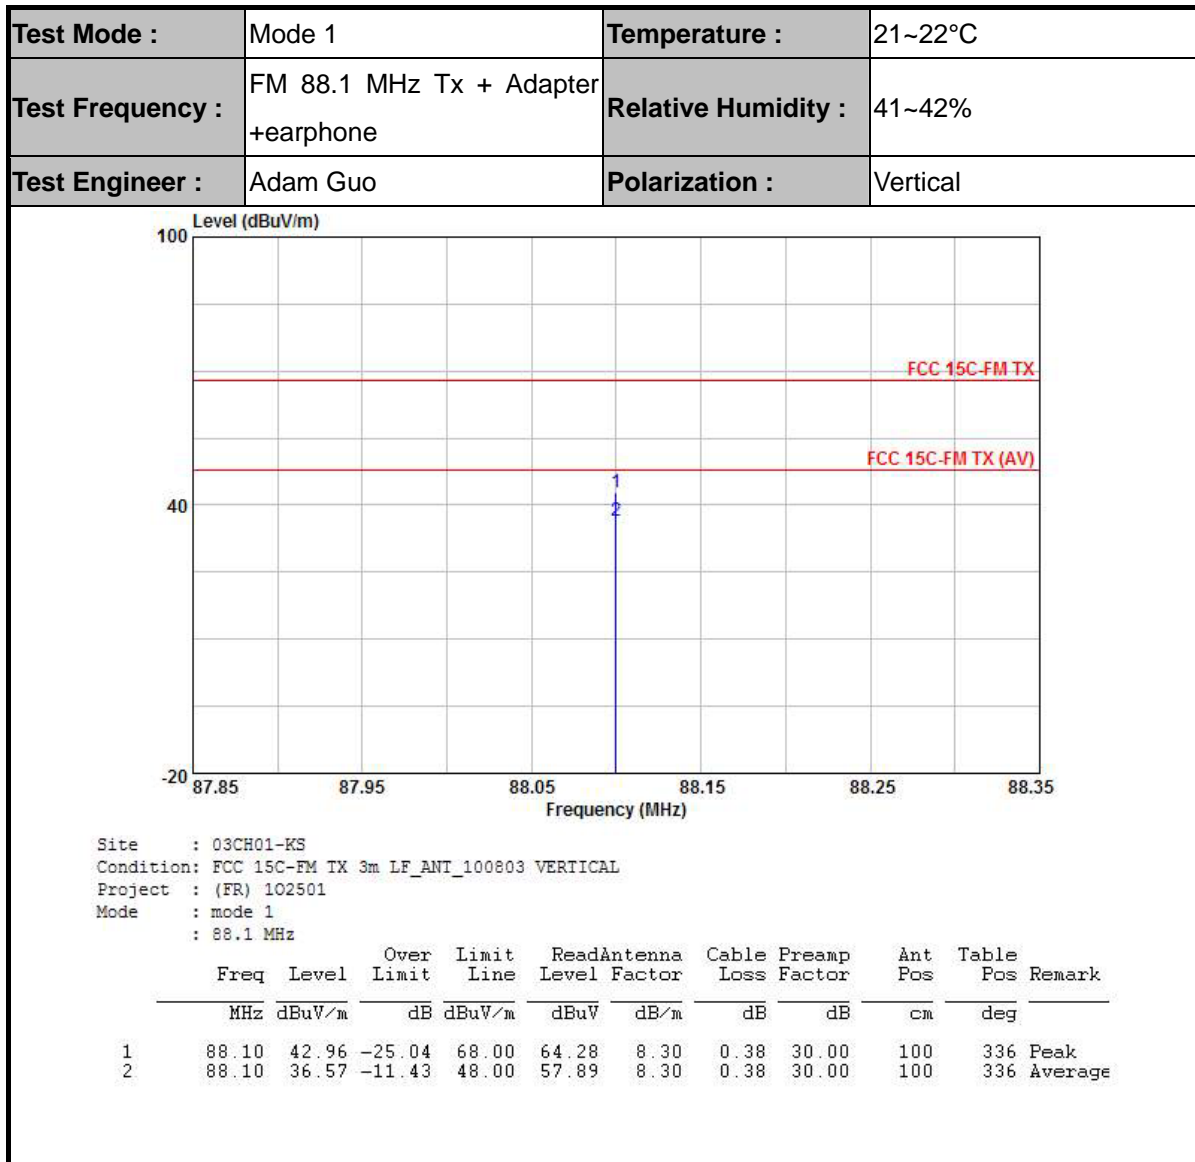 Test Mode : Mode 1 Temperature : 21~22°C
FM 88.1 MHz Tx + Adapter
Test Frequency : Relative Humidity : 41~42%
+earphone
Test Engineer : Adam Guo Polarization : Vertical
Level (dBuV/m)
100
FCC 15C-FM TX
FCC 15C-FM TX (AV)
1
40
2
-20
87.85 87.95 88.05 88.15 88.25 88.35
Frequency (MHz)
Site : 03CH01-KS
Condition: FCC 15C-FM TX 3m LF_ANT_100803 VERTICAL
Project : (FR) 1O2501
Mode : mode 1
: 88.1 MHz
Over Limit ReadAntenna Cable Preamp Ant Table
Freq Level Limit Line Level Factor Loss Factor Pos Pos Remark
MHz dBuV/m dB dBuV/m dBuV dB/m dB dB cm deg
1 88.10 42.96 -25.04 68.00 64.28 8.30 0.38 30.00 100 336 Peak
2 88.10 36.57 -11.43 48.00 57.89 8.30 0.38 30.00 100 336 Average